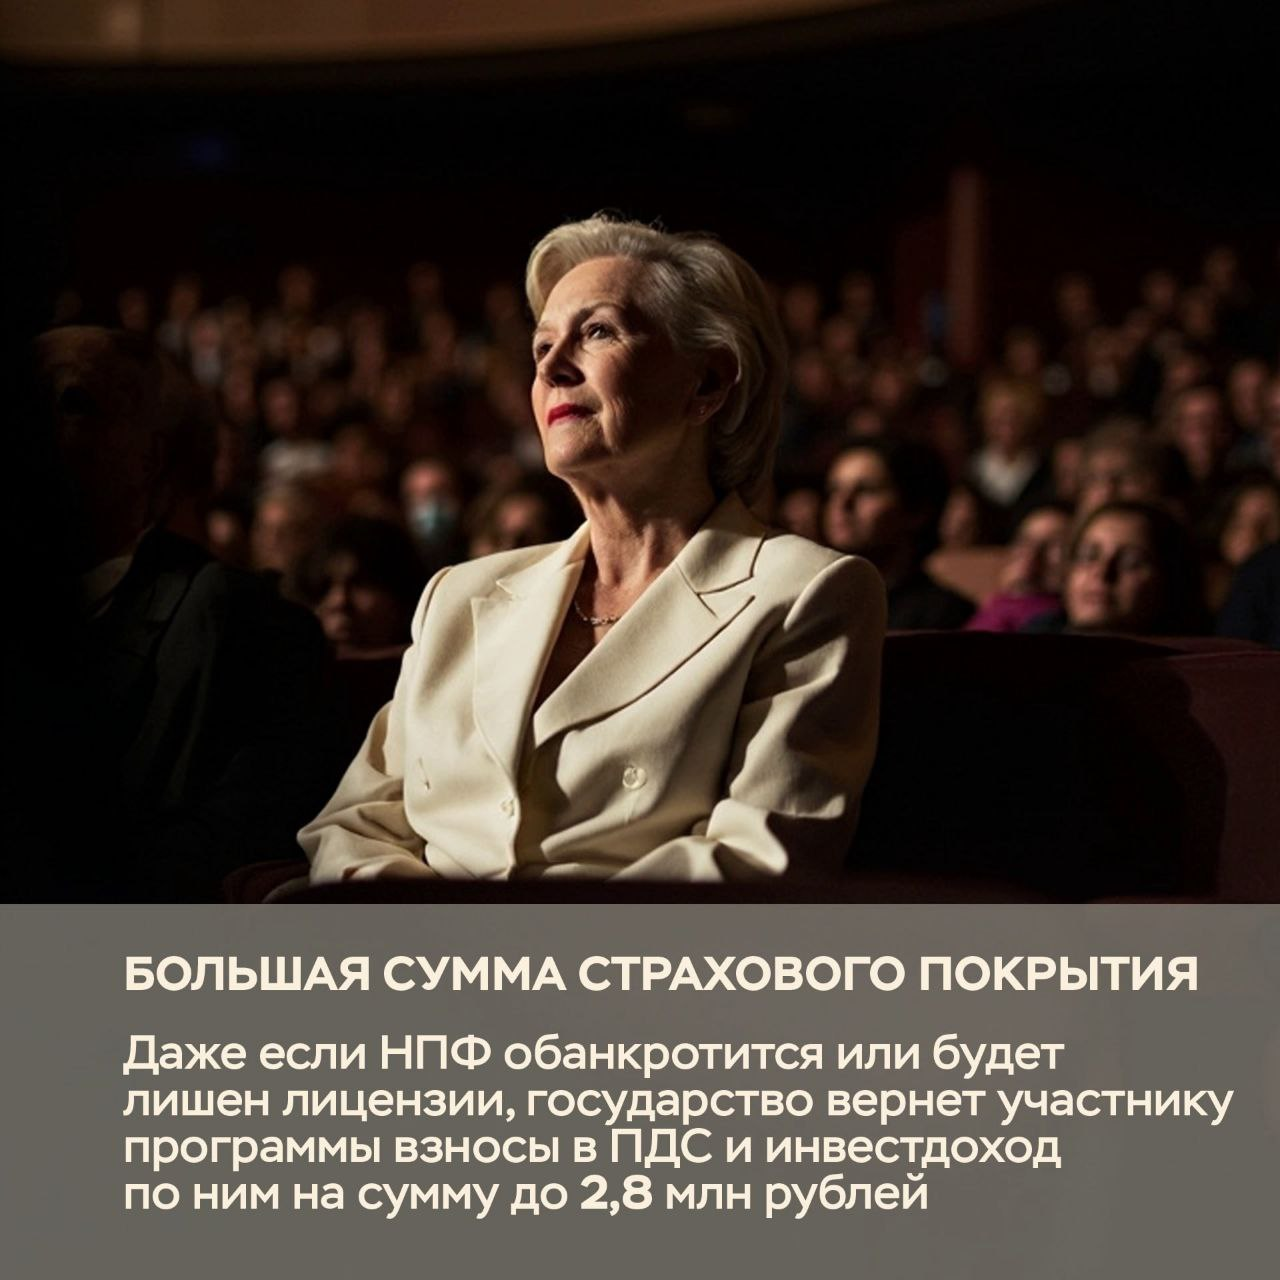 БОЛЬШАЯ СУММА СТРАХОВОГО ПОКРЫТИЯ
Даже если НПФ обанкротится или будет
лишен лицензии, государство вернет участнику
программы взносы в ПДС и инвестдоход
по ним на сумму до 2,8 млн рублей